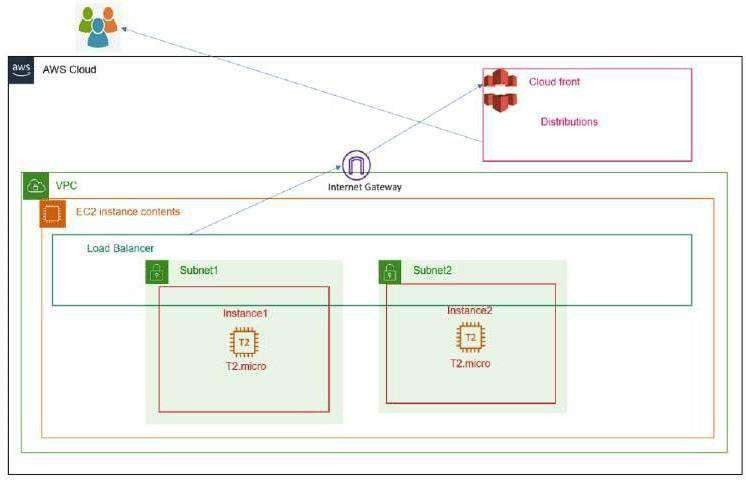 aws
AWS Cloud
Cloud front
Distributions
Internet Gateway
VPC
EC2 instance contents
Load Balancer
Subnet1
Subnet2
Instance1
Instance2
T2
T2
T2.micro
T2.micro